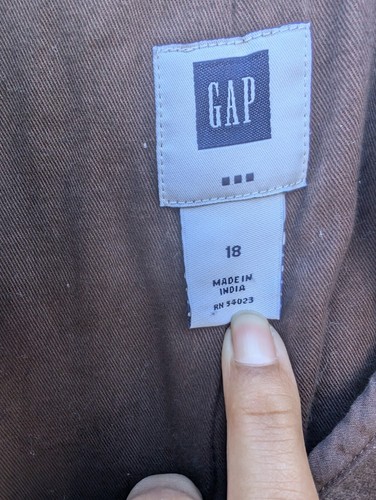 GAP
18
MADE IN
INDIA
RN 54023